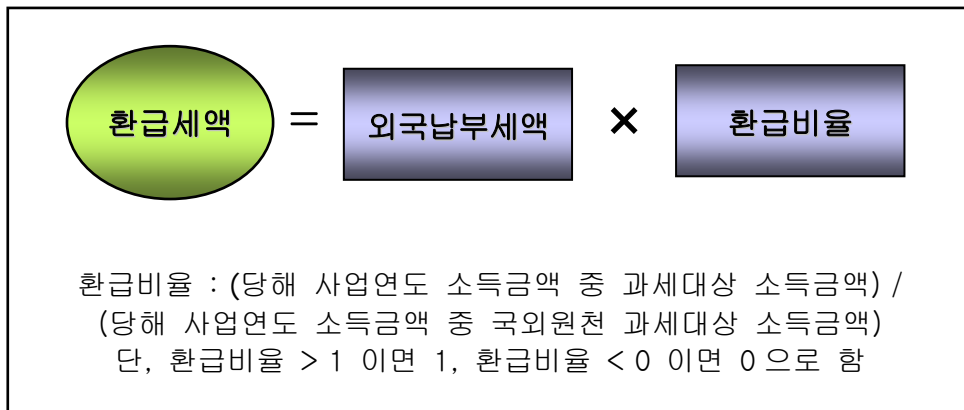 환급세액 = 외국납부세액 × 환급비율
환급비율 : (당해 사업연도 소득금액 중 과세대상 소득금액) /
(당해 사업연도 소득금액 중 국외원천 과세대상 소득금액)
단, 환급비율 > 1 이면 1, 환급비율 < 0 이면 0 으로 함